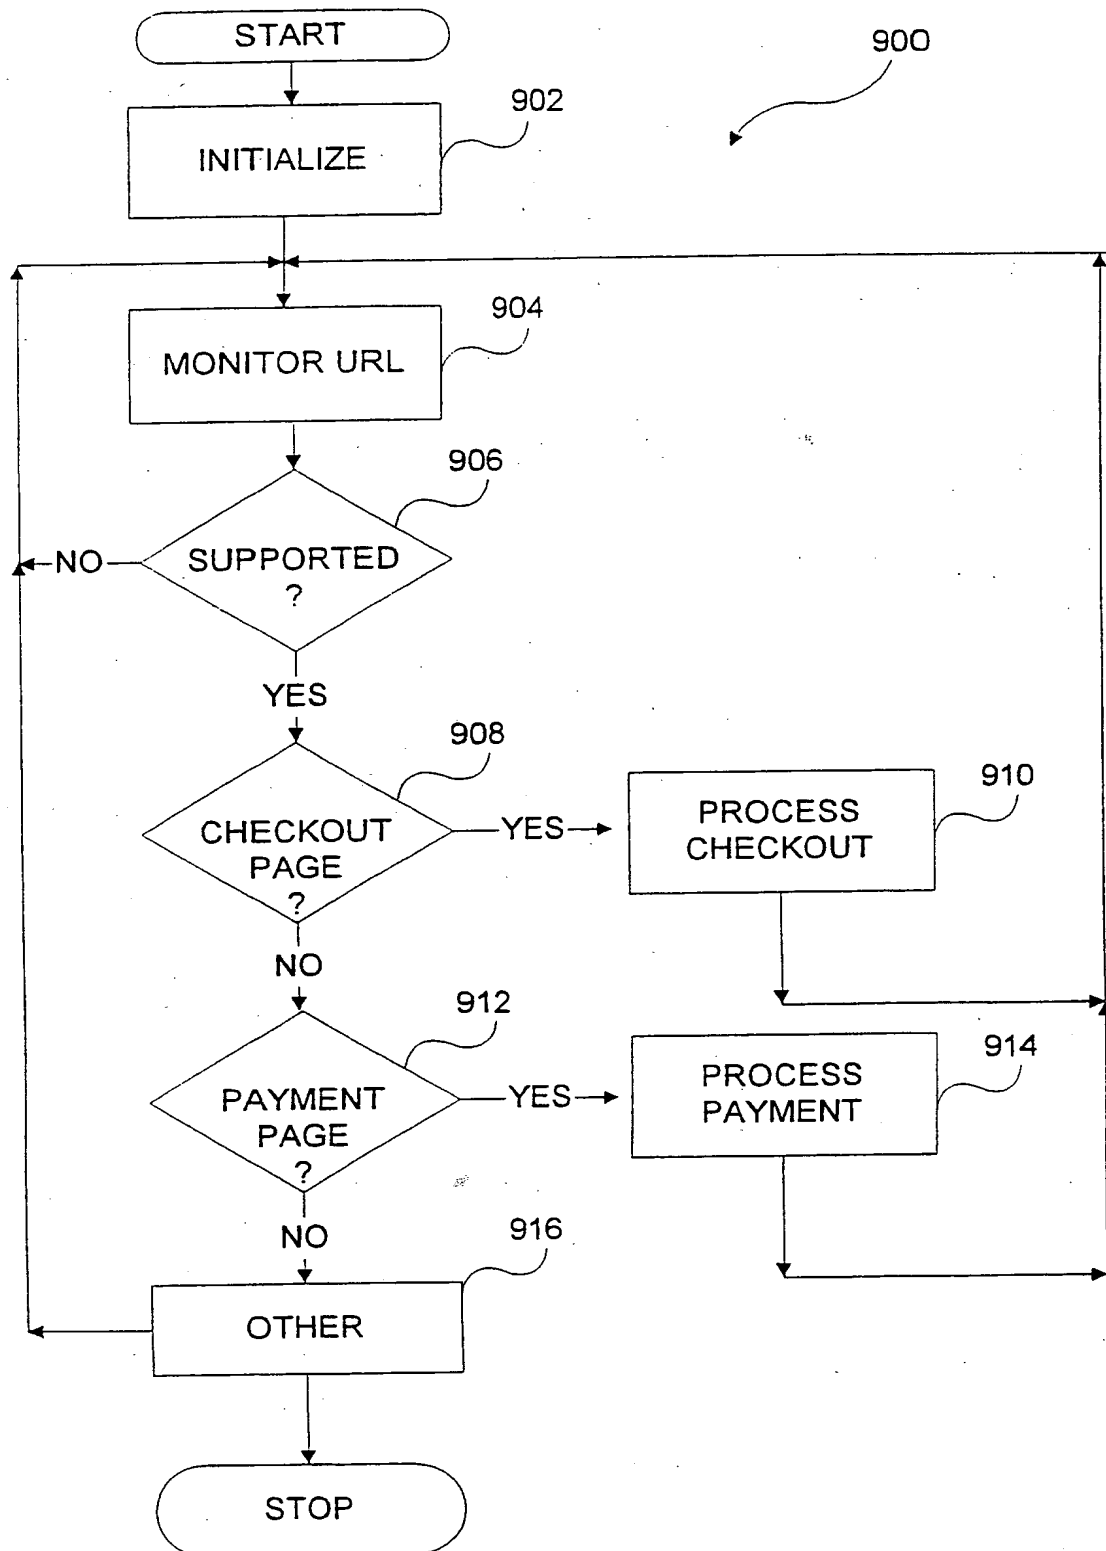 START
900
902
INITIALIZE
904
MONITOR URL
906
NO
SUPPORTED
?
YES
908
CHECKOUT
PAGE
?
YES
910
PROCESS
CHECKOUT
NO
912
PAYMENT
PAGE
?
YES
914
PROCESS
PAYMENT
NO
916
OTHER
STOP